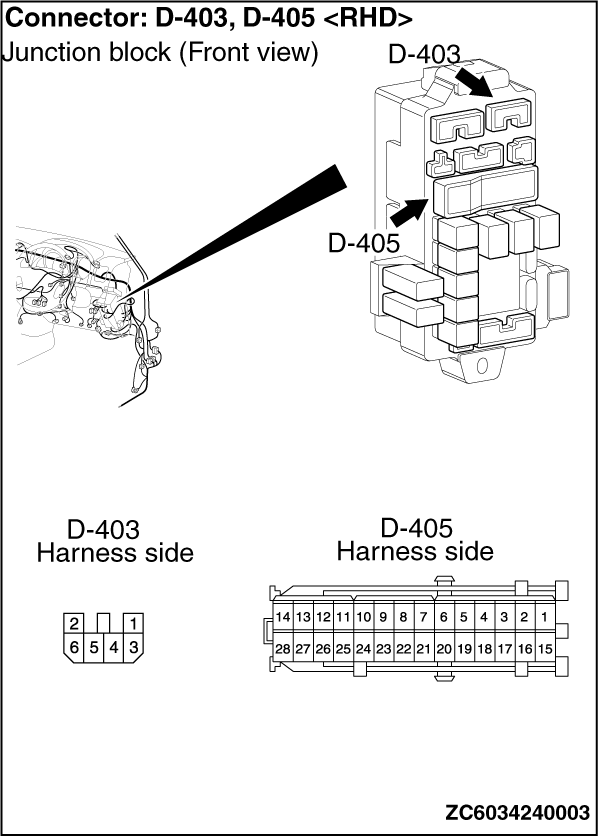 Connector: D-403, D-405 <RHD>
Junction block (Front view)
D-403
D-405
D-403
Harness side
2 1
6 5 4 3
D-405
Harness side
14 13 12 11 10 9 8 7 6 5 4 3 2 1
28 27 26 25 24 23 22 21 20 19 18 17 16 15
ZC6034240003